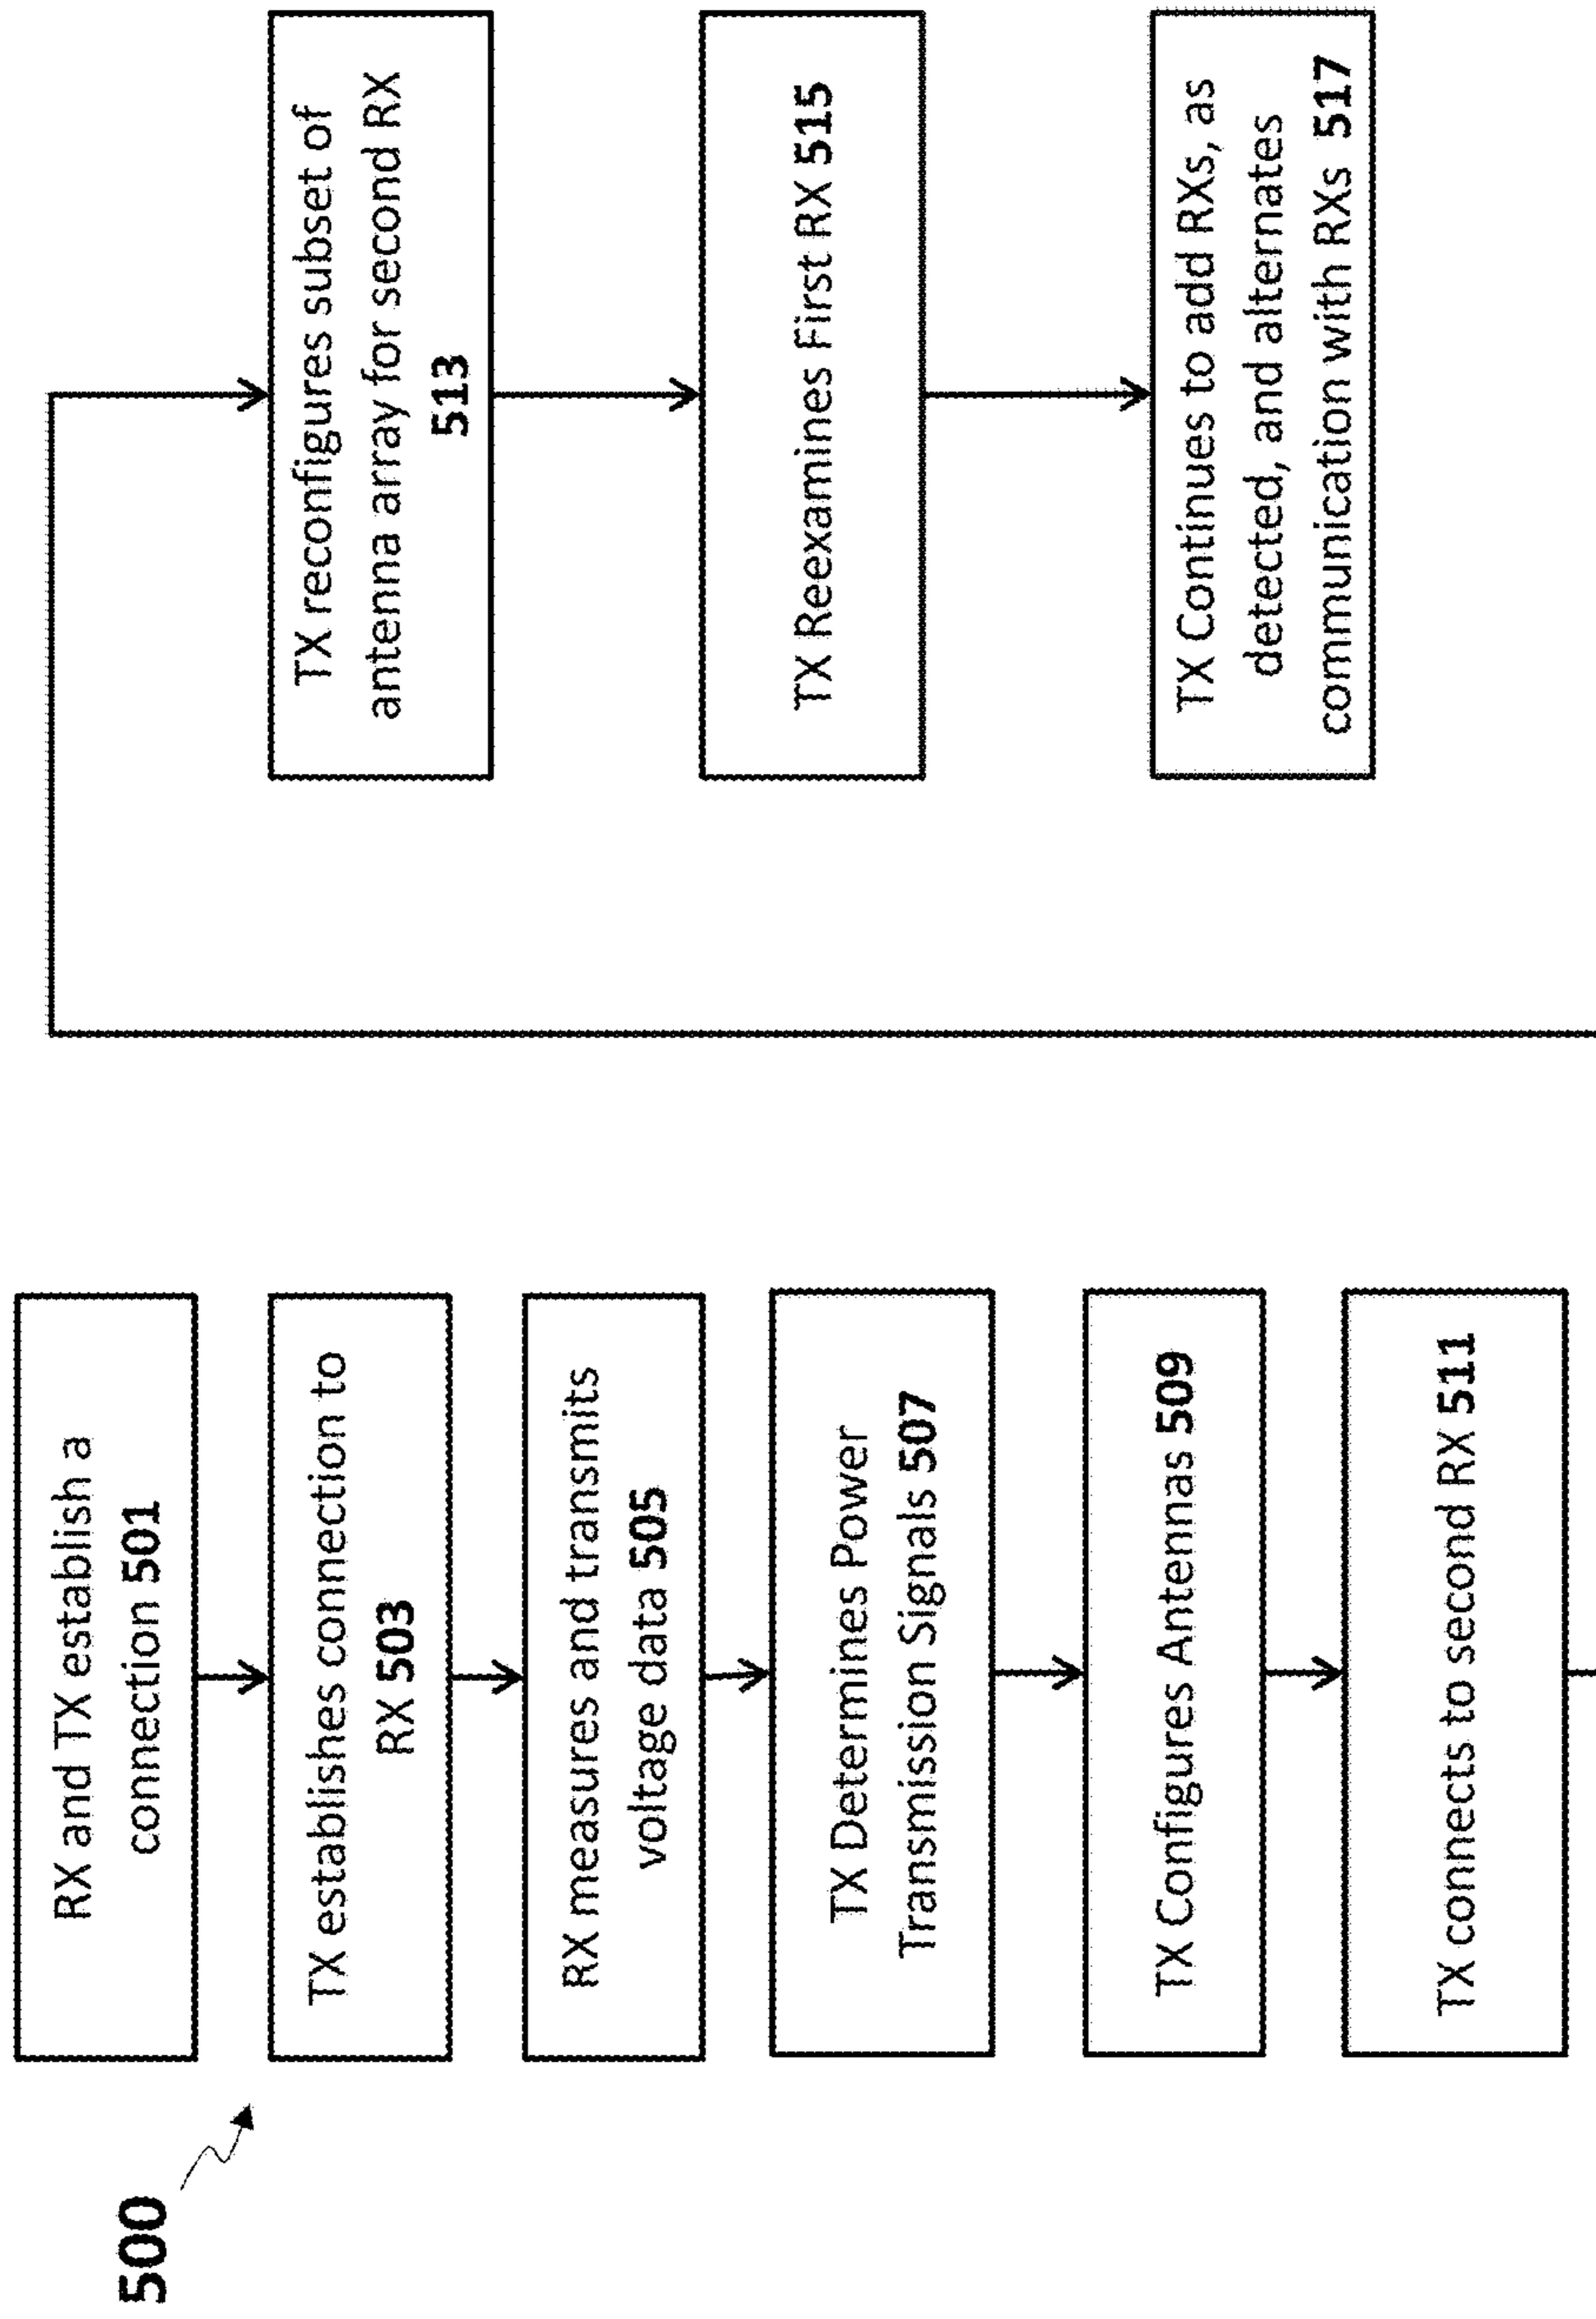 500
RX and TX establish a
connection 501
TX establishes connection to
RX 503
RX measures and transmits
voltage data 505
TX Determines Power
Transmission Signals 507
TX Configures Antennas 509
TX connects to second RX 511
TX reconfigures subset of
antenna array for second RX
513
TX Reexamines First RX 515
TX Continues to add RXs, as
detected, and alternates
communication with RXs 517